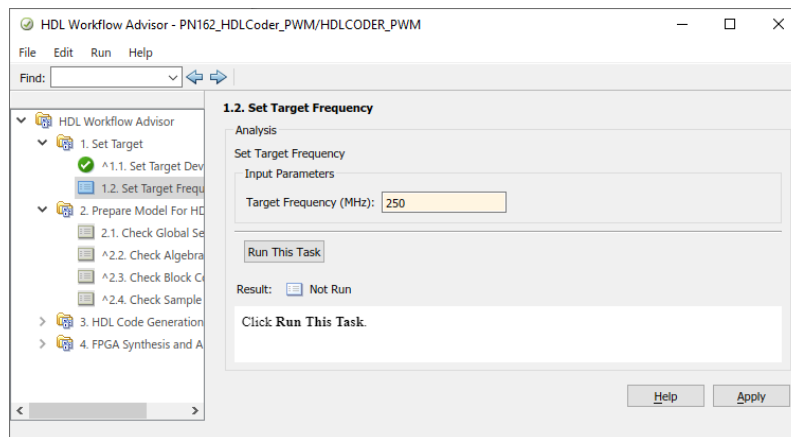 HDL Workflow Advisor - PN162_HDLCoder_PWM/HDLCODER_PWM
File Edit Run Help
Find:
HDL Workflow Advisor
1. Set Target
^1.1. Set Target Dev
1.2. Set Target Frequ
2. Prepare Model For HD
2.1. Check Global Se
^2.2. Check Algebra
^2.3. Check Block Co
^2.4. Check Sample
3. HDL Code Generation
4. FPGA Synthesis and A
1.2. Set Target Frequency
Analysis
Set Target Frequency
Input Parameters
Target Frequency (MHz): 250
Run This Task
Result: Not Run
Click Run This Task.
Help Apply